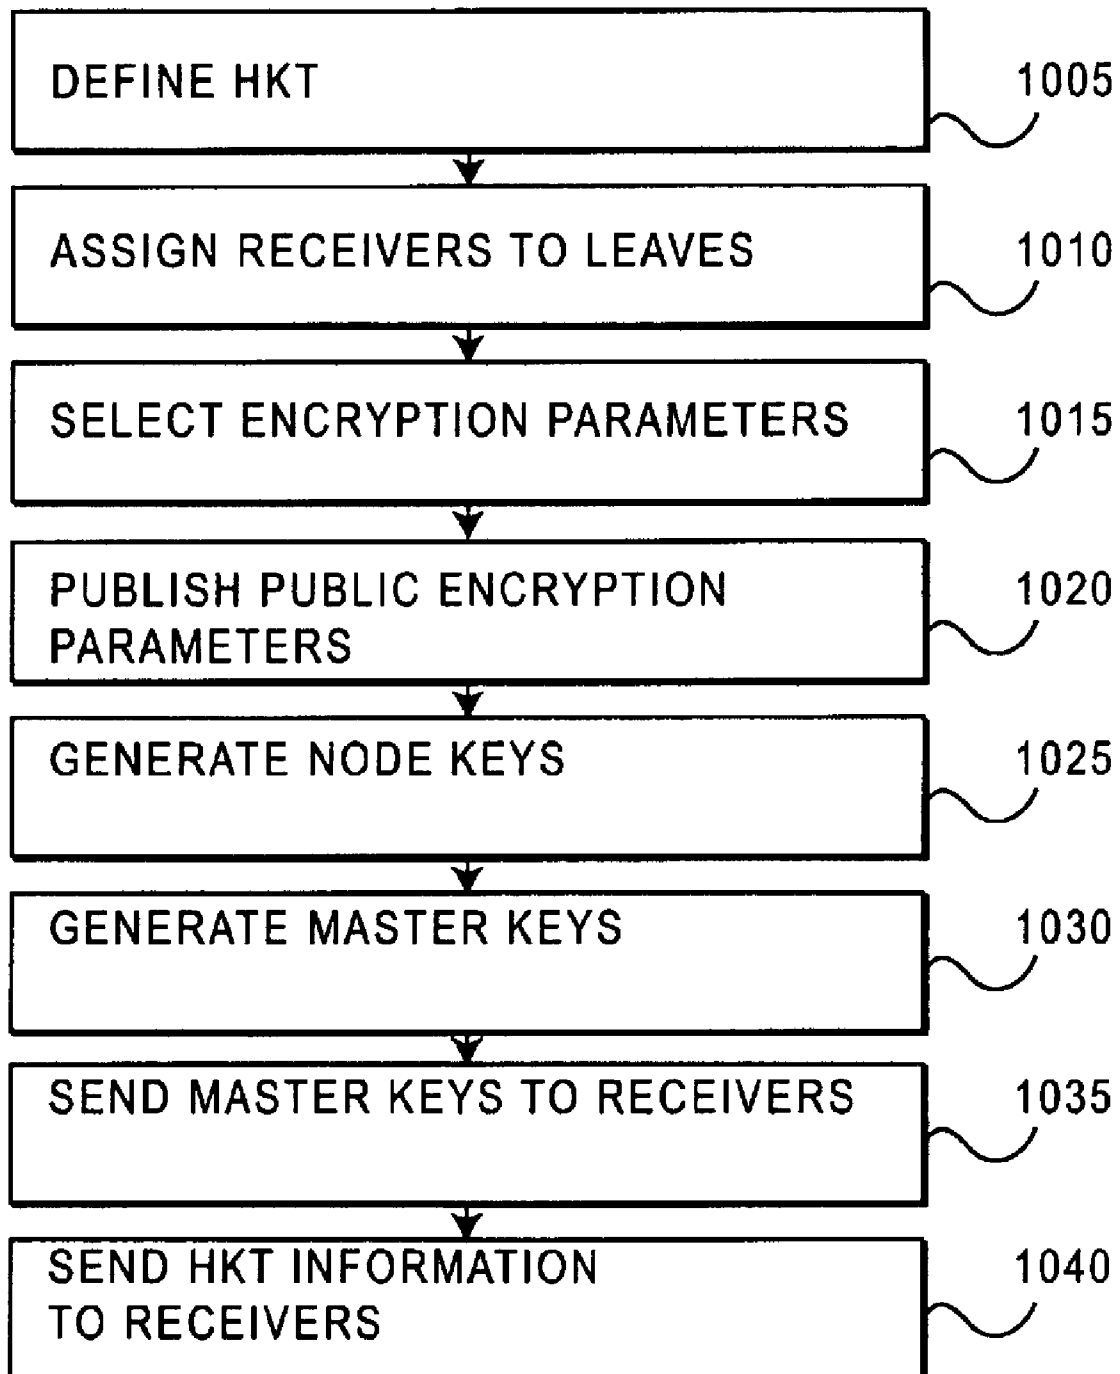 DEFINE HKT
1005
ASSIGN RECEIVERS TO LEAVES
1010
SELECT ENCRYPTION PARAMETERS
1015
PUBLISH PUBLIC ENCRYPTION
PARAMETERS
1020
GENERATE NODE KEYS
1025
GENERATE MASTER KEYS
1030
SEND MASTER KEYS TO RECEIVERS
1035
SEND HKT INFORMATION
TO RECEIVERS
1040